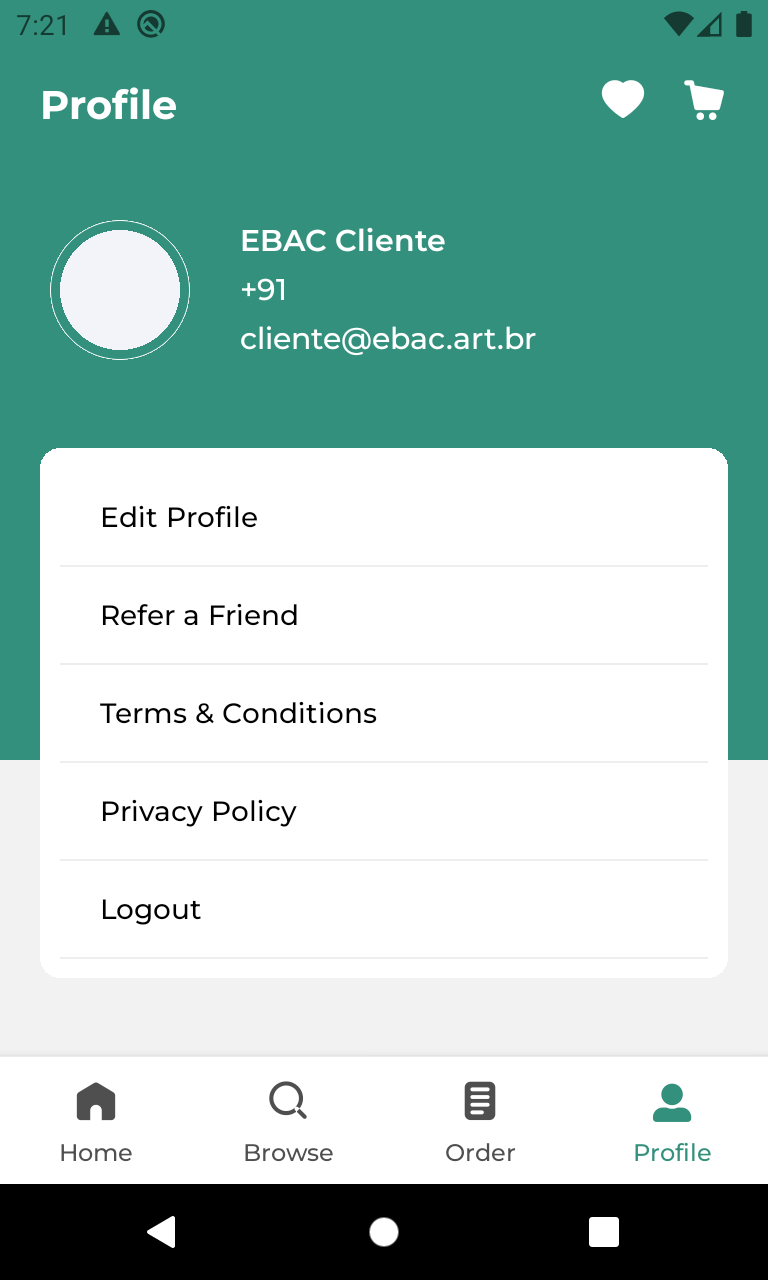 7:21
Profile
EBAC Cliente
+91
cliente@ebac.art.br
Edit Profile
Refer a Friend
Terms & Conditions
Privacy Policy
Logout
Home
Browse
Order
Profile